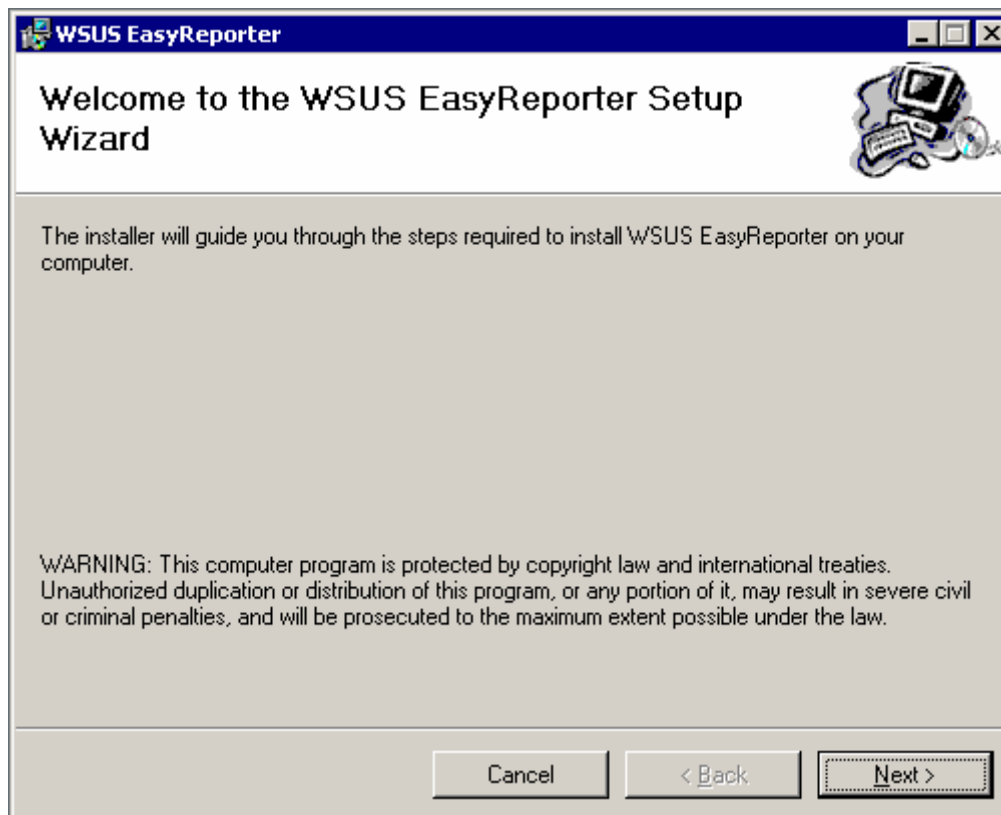 WSUS EasyReporter
Welcome to the WSUS EasyReporter Setup
Wizard
The installer will guide you through the steps required to install WSUS EasyReporter on your
computer.
WARNING: This computer program is protected by copyright law and international treaties.
Unauthorized duplication or distribution of this program, or any portion of it, may result in severe civil
or criminal penalties, and will be prosecuted to the maximum extent possible under the law.
Cancel
< Back
Next >